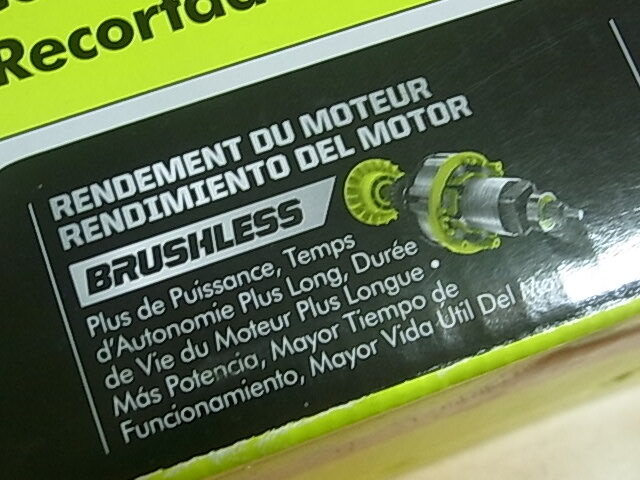 RENDEMENT DU MOTEUR
RENDIMIENTO DEL MOTOR
BRUSHLESS
Plus de Puissance, Temps
d'Autonomie Plus Long, Durée
de Vie du Moteur Plus Longue •
Más Potencia, Mayor Tiempo de
Funcionamiento, Mayor Vida Útil Del